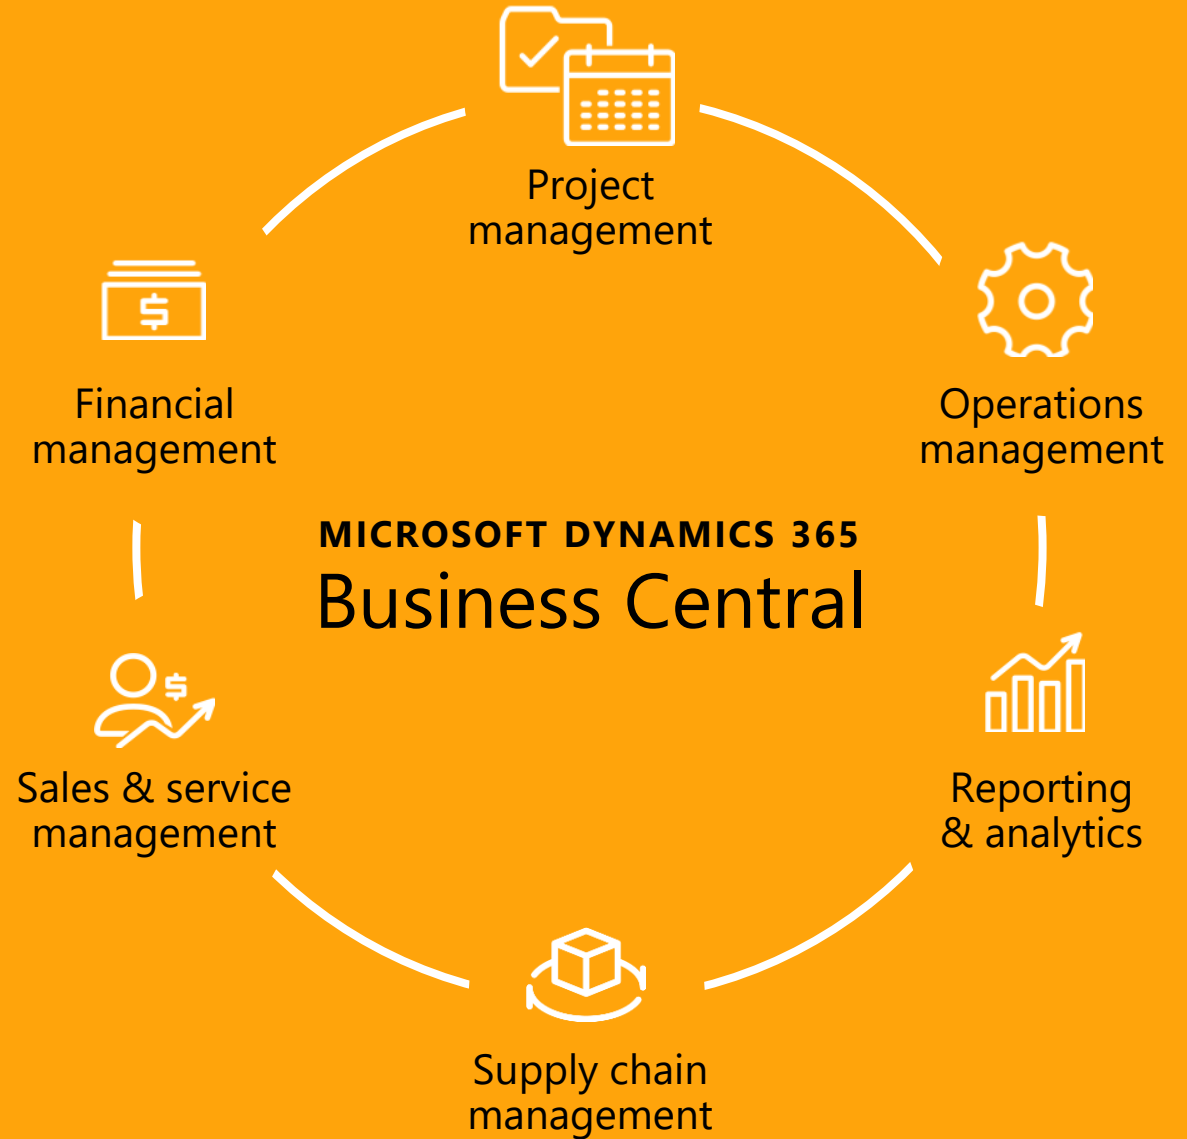 Project
management
Financial
management
Operations
management
MICROSOFT DYNAMICS 365
Business Central
Sales & service
management
Reporting
& analytics
Supply chain
management